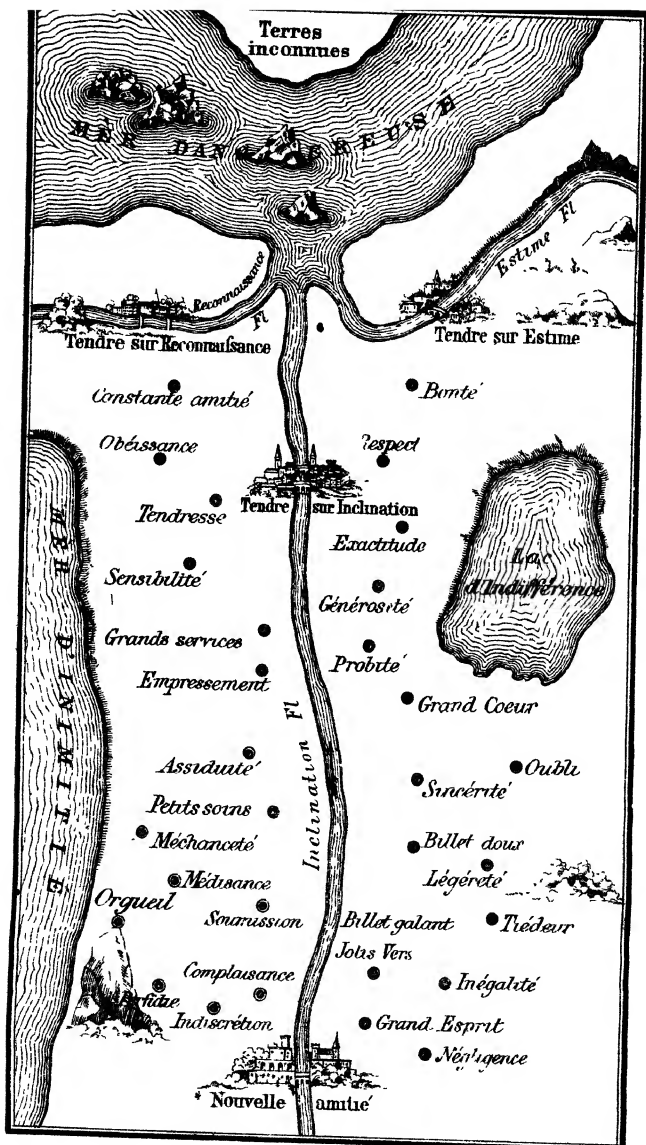 Terres
inconnues
MER DANGEREUSE
Reconnaissance
Fl
Estime Fl
Tendre sur Reconnaissance
Tendre sur Estime
Constante amitié
Bonté
Obéissance
Respect
Tendresse
Tendre sur Inclination
Exactitude
Lac
d'Indifférence
Sensibilité
Générosité
MER D'INIMITIÉ
Grands services
Probité
Empressement
Grand Coeur
Inclination Fl
Assiduité
Oubli
Sincérité
Petits soins
Méchanceté
Billet doux
Médisance
Légéreté
Orgueil
Soumission
Billet galant
Tiédeur
Jolis Vers
Complaisance
Inégalité
Perfidie
Indiscrétion
Grand Esprit
Négligence
Nouvelle amitié